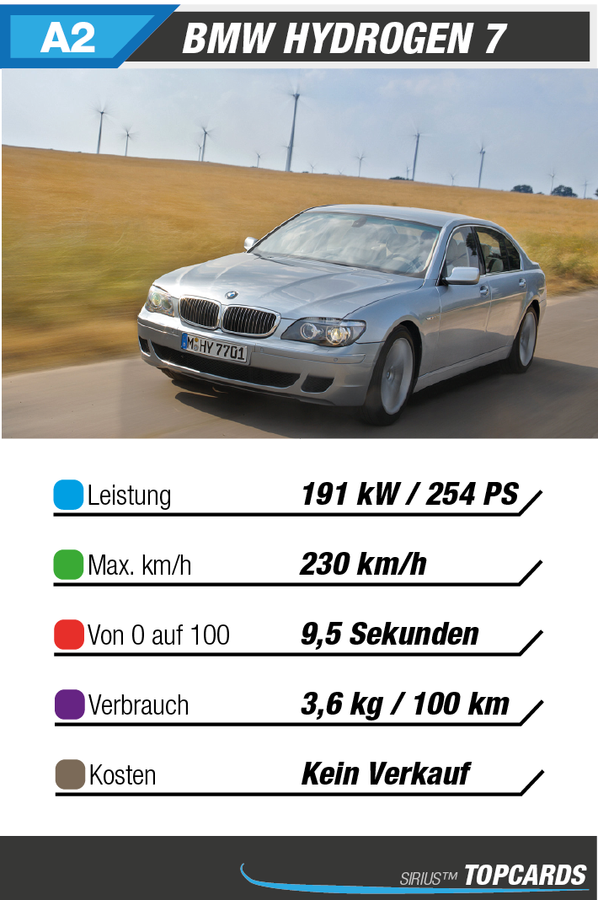 A2 BMW HYDROGEN 7
M HY 7701
Leistung 191 kW / 254 PS
Max. km/h 230 km/h
Von 0 auf 100 9,5 Sekunden
Verbrauch 3,6 kg / 100 km
Kosten Kein Verkauf
SIRIUS™ TOPCARDS